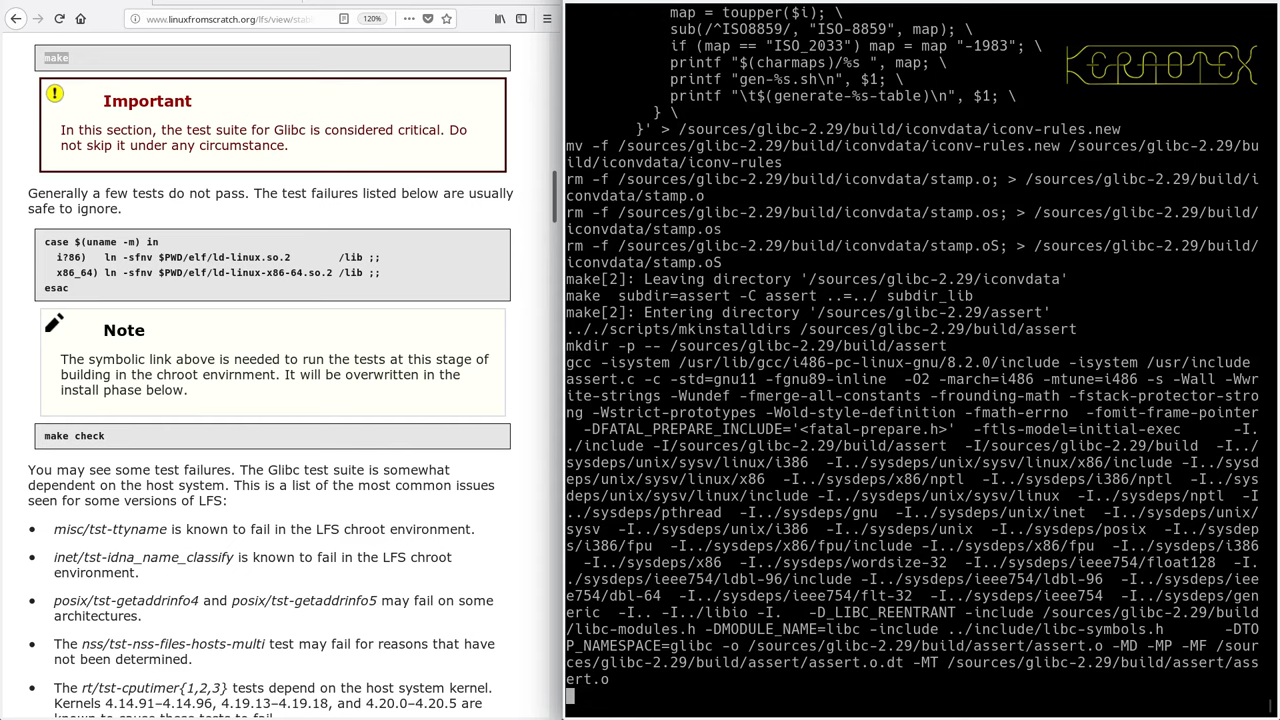 www.linuxfromscratch.org/lfs/view/stab
120%
make
Important
In this section, the test suite for Glibc is considered critical. Do
not skip it under any circumstance.
Generally a few tests do not pass. The test failures listed below are usually
safe to ignore.
case $(uname -m) in
i?86) ln -sfnv $PWD/elf/ld-linux.so.2 /lib ;;
x86_64) ln -sfnv $PWD/elf/ld-linux-x86-64.so.2 /lib ;;
esac
Note
The symbolic link above is needed to run the tests at this stage of
building in the chroot envirnment. It will be overwritten in the
install phase below.
make check
You may see some test failures. The Glibc test suite is somewhat
dependent on the host system. This is a list of the most common issues
seen for some versions of LFS:
misc/tst-ttyname is known to fail in the LFS chroot environment.
inet/tst-idna_name_classify is known to fail in the LFS chroot
environment.
posix/tst-getaddrinfo4 and posix/tst-getaddrinfo5 may fail on some
architectures.
The nss/tst-nss-files-hosts-multi test may fail for reasons that have
not been determined.
The rt/tst-cputimer{1,2,3} tests depend on the host system kernel.
Kernels 4.14.91–4.14.96, 4.19.13–4.19.18, and 4.20.0–4.20.5 are
known to cause these tests to fail.
map = toupper($i); \
sub(/^ISO8859/, "ISO-8859", map); \
if (map == "ISO_2033") map = map "-1983"; \
printf "$(charmaps)/%s ", map; \
printf "gen-%s.sh\n", $1; \
printf "\t$(generate-%s-table)\n", $1; \
} \
}' > /sources/glibc-2.29/build/iconvdata/iconv-rules.new
mv -f /sources/glibc-2.29/build/iconvdata/iconv-rules.new /sources/glibc-2.29/bu
ild/iconvdata/iconv-rules
rm -f /sources/glibc-2.29/build/iconvdata/stamp.o; > /sources/glibc-2.29/build/i
convdata/stamp.o
rm -f /sources/glibc-2.29/build/iconvdata/stamp.os; > /sources/glibc-2.29/build/
iconvdata/stamp.os
rm -f /sources/glibc-2.29/build/iconvdata/stamp.oS; > /sources/glibc-2.29/build/
iconvdata/stamp.oS
make[2]: Leaving directory '/sources/glibc-2.29/iconvdata'
make subdir=assert -C assert ..=../ subdir_lib
make[2]: Entering directory '/sources/glibc-2.29/assert'
.././scripts/mkinstalldirs /sources/glibc-2.29/build/assert
mkdir -p -- /sources/glibc-2.29/build/assert
gcc -isystem /usr/lib/gcc/i486-pc-linux-gnu/8.2.0/include -isystem /usr/include
assert.c -c -std=gnu11 -fgnu89-inline -O2 -march=i486 -mtune=i486 -s -Wall -Wwr
ite-strings -Wundef -fmerge-all-constants -frounding-math -fstack-protector-stro
ng -Wstrict-prototypes -Wold-style-definition -fmath-errno -fomit-frame-pointer
-DFATAL_PREPARE_INCLUDE='<fatal-prepare.h>' -ftls-model=initial-exec -I.
./include -I/sources/glibc-2.29/build/assert -I/sources/glibc-2.29/build -I../
sysdeps/unix/sysv/linux/i386 -I../sysdeps/unix/sysv/linux/x86/include -I../sysd
eps/unix/sysv/linux/x86 -I../sysdeps/x86/nptl -I../sysdeps/i386/nptl -I../sysd
eps/unix/sysv/linux/include -I../sysdeps/unix/sysv/linux -I../sysdeps/nptl -I
../sysdeps/pthread -I../sysdeps/gnu -I../sysdeps/unix/inet -I../sysdeps/unix/
sysv -I../sysdeps/unix/i386 -I../sysdeps/unix -I../sysdeps/posix -I../sysdep
s/i386/fpu -I../sysdeps/x86/fpu/include -I../sysdeps/x86/fpu -I../sysdeps/i386
-I../sysdeps/x86 -I../sysdeps/wordsize-32 -I../sysdeps/ieee754/float128 -I.
./sysdeps/ieee754/ldbl-96/include -I../sysdeps/ieee754/ldbl-96 -I../sysdeps/iee
e754/dbl-64 -I../sysdeps/ieee754/flt-32 -I../sysdeps/ieee754 -I../sysdeps/gen
eric -I.. -I../libio -I. -D_LIBC_REENTRANT -include /sources/glibc-2.29/build
/libc-modules.h -DMODULE_NAME=libc -include ../include/libc-symbols.h -DTO
P_NAMESPACE=glibc -o /sources/glibc-2.29/build/assert/assert.o -MD -MP -MF /sour
ces/glibc-2.29/build/assert/assert.o.dt -MT /sources/glibc-2.29/build/assert/ass
ert.o